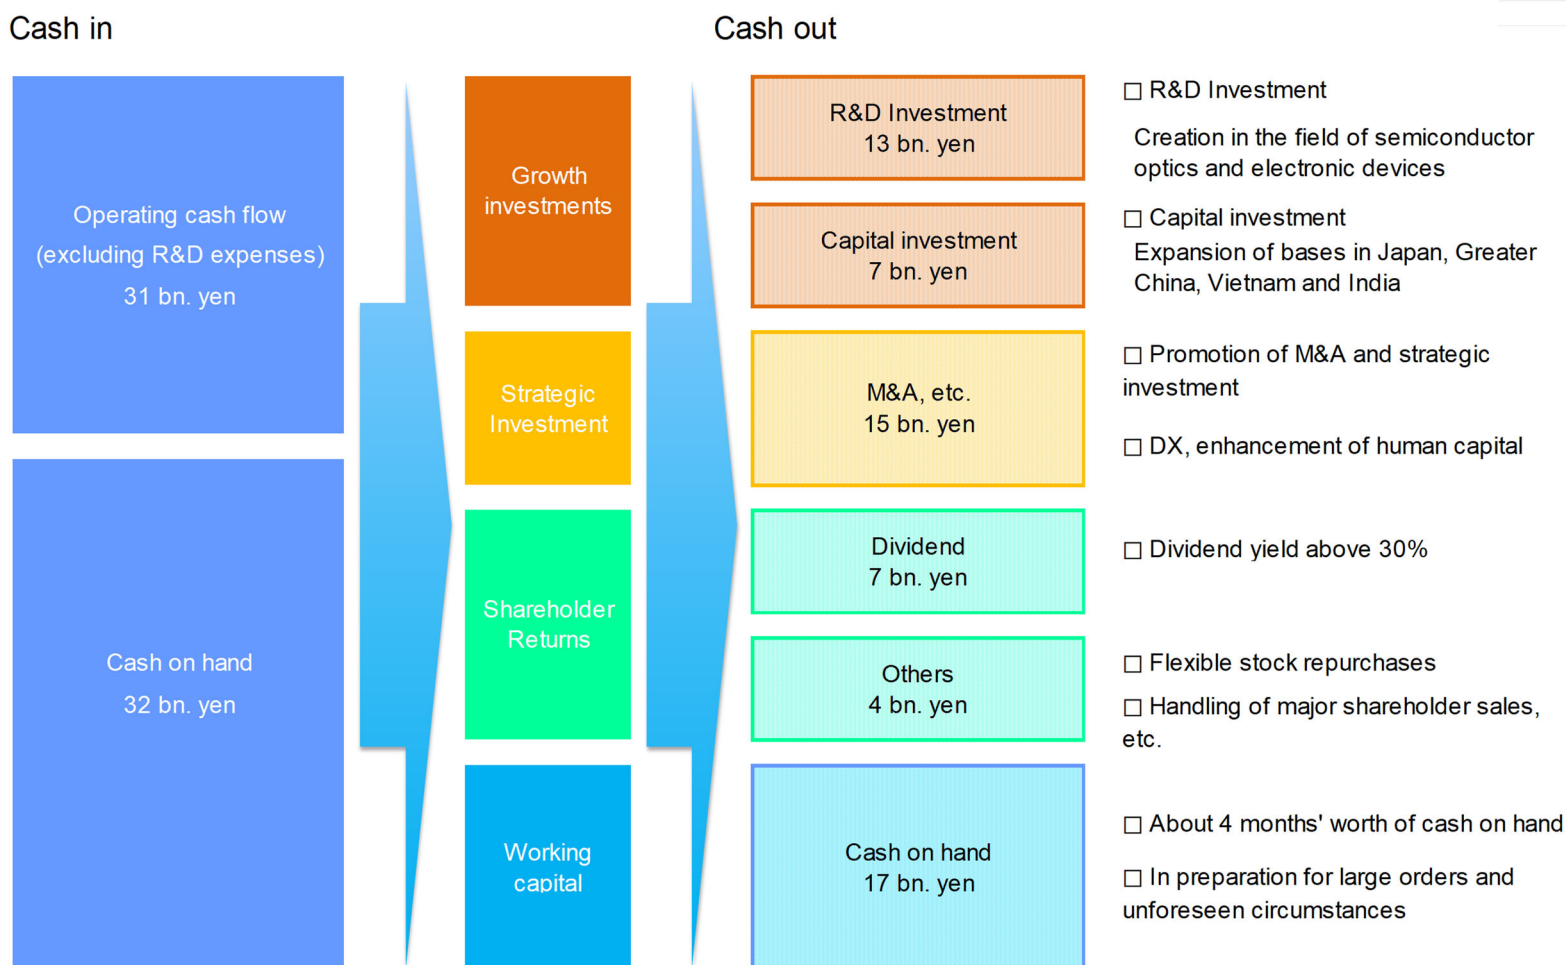 Cash in
Cash out
Operating cash flow
(excluding R&D expenses)
31 bn. yen
Cash on hand
32 bn. yen
Growth
investments
Strategic
Investment
Shareholder
Returns
Working
capital
R&D Investment
13 bn. yen
Capital investment
7 bn. yen
M&A, etc.
15 bn. yen
Dividend
7 bn. yen
Others
4 bn. yen
Cash on hand
17 bn. yen
□ R&D Investment
Creation in the field of semiconductor
optics and electronic devices
□ Capital investment
Expansion of bases in Japan, Greater
China, Vietnam and India
□ Promotion of M&A and strategic
investment
□ DX, enhancement of human capital
□ Dividend yield above 30%
□ Flexible stock repurchases
□ Handling of major shareholder sales,
etc.
□ About 4 months' worth of cash on hand
□ In preparation for large orders and
unforeseen circumstances